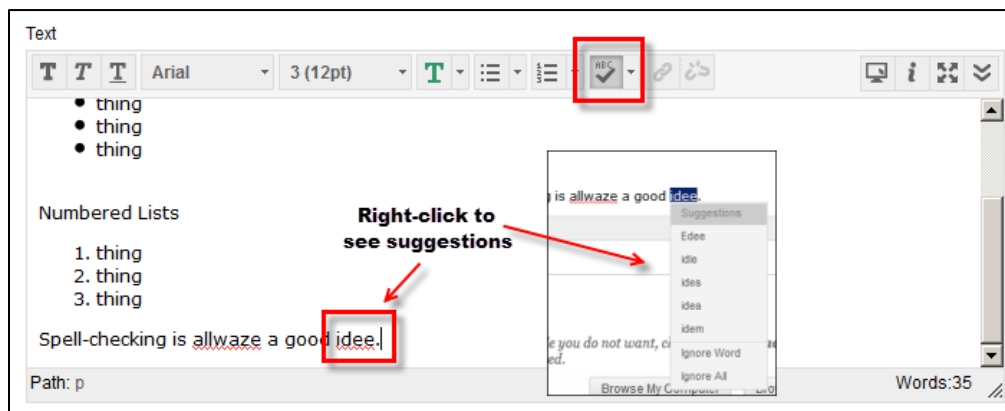 Text
T T T Arial 3 (12pt) T ABC i
thing
thing
thing
Numbered Lists
1. thing
2. thing
3. thing
Spell-checking is allwaze a good idee.
Right-click to
see suggestions
is allwaze a good idee.
Suggestions
Edee
idle
ides
idea
idem
Ignore Word
Ignore All
you do not want,
Browse My Computer
Path: p
Words:35